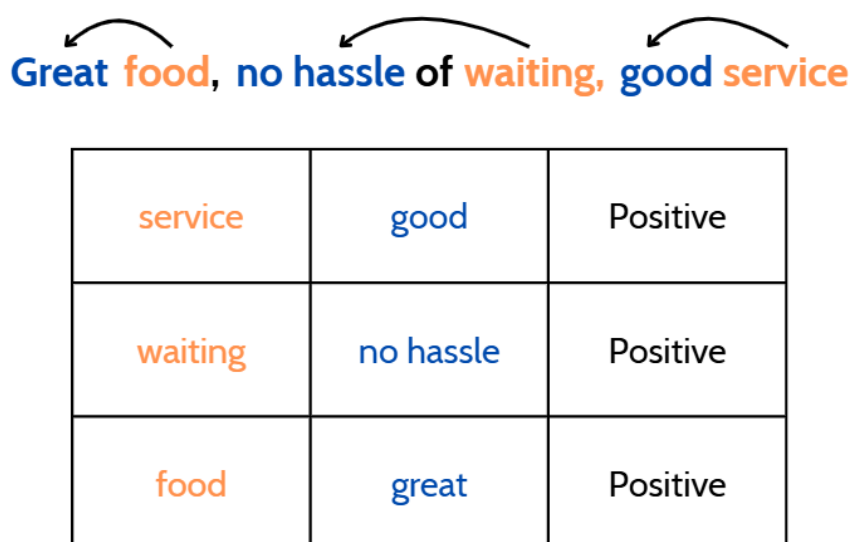 Great food, no hassle of waiting, good service
service good Positive
waiting no hassle Positive
food great Positive